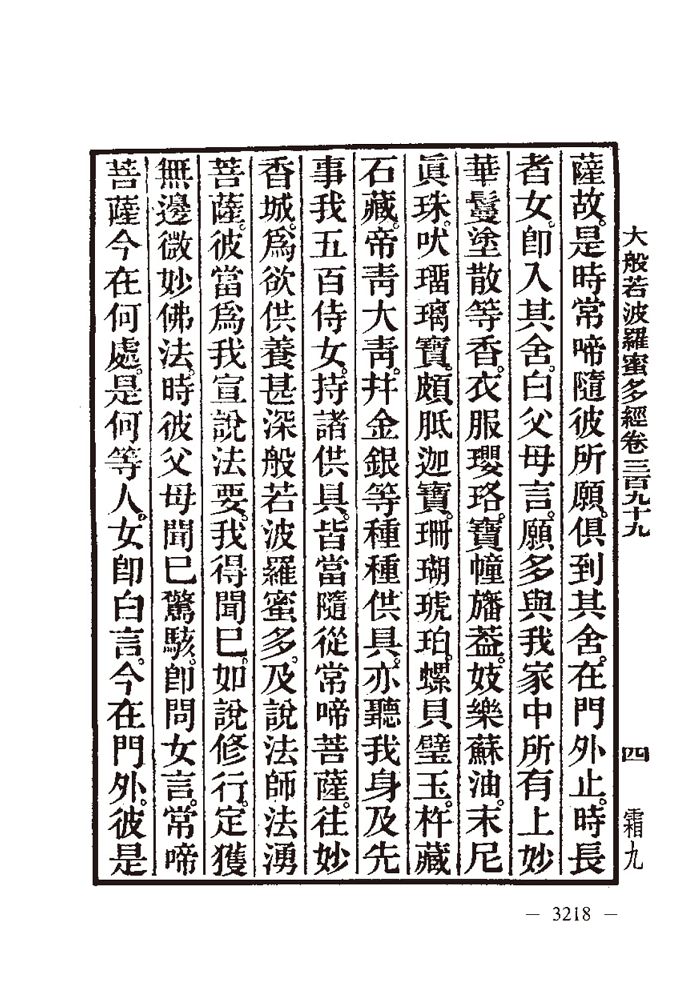 大般若波羅蜜多經卷三百九十九 四 霜九
薩故。是時常啼隨彼所願。俱到其舍。在門外止。時長
者女。卽入其舍。白父母言。願多與我家中所有上妙
華鬘塗散等香。衣服瓔珞。寶幢旛葢。妓樂蘇油。末尼
眞珠。吠瑠璃寶。頗胝迦寶。珊瑚琥珀。螺貝璧玉。杵藏
石藏。帝靑大靑。幷金銀等種種供具。亦聽我身及先
事我五百侍女。持諸供具。皆當隨從常啼菩薩。往妙
香城。爲欲供養甚深般若波羅蜜多。及說法師法湧
菩薩。彼當爲我宣說法要。我得聞已。如說修行。定獲
無邊微妙佛法。時彼父母聞已驚駭。卽問女言。常啼
菩薩今在何處。是何等人。女卽白言。今在門外。彼是
— 3218 —